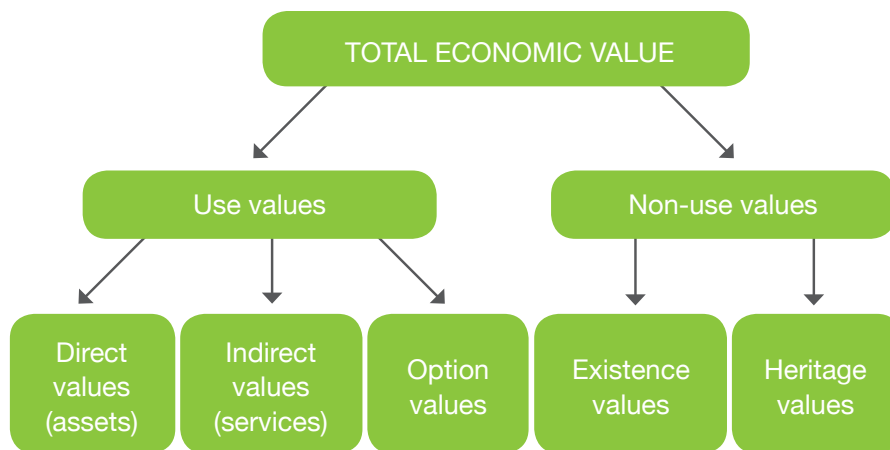 TOTAL ECONOMIC VALUE
Use values
Non-use values
Direct
values
(assets)
Indirect
values
(services)
Option
values
Existence
values
Heritage
values